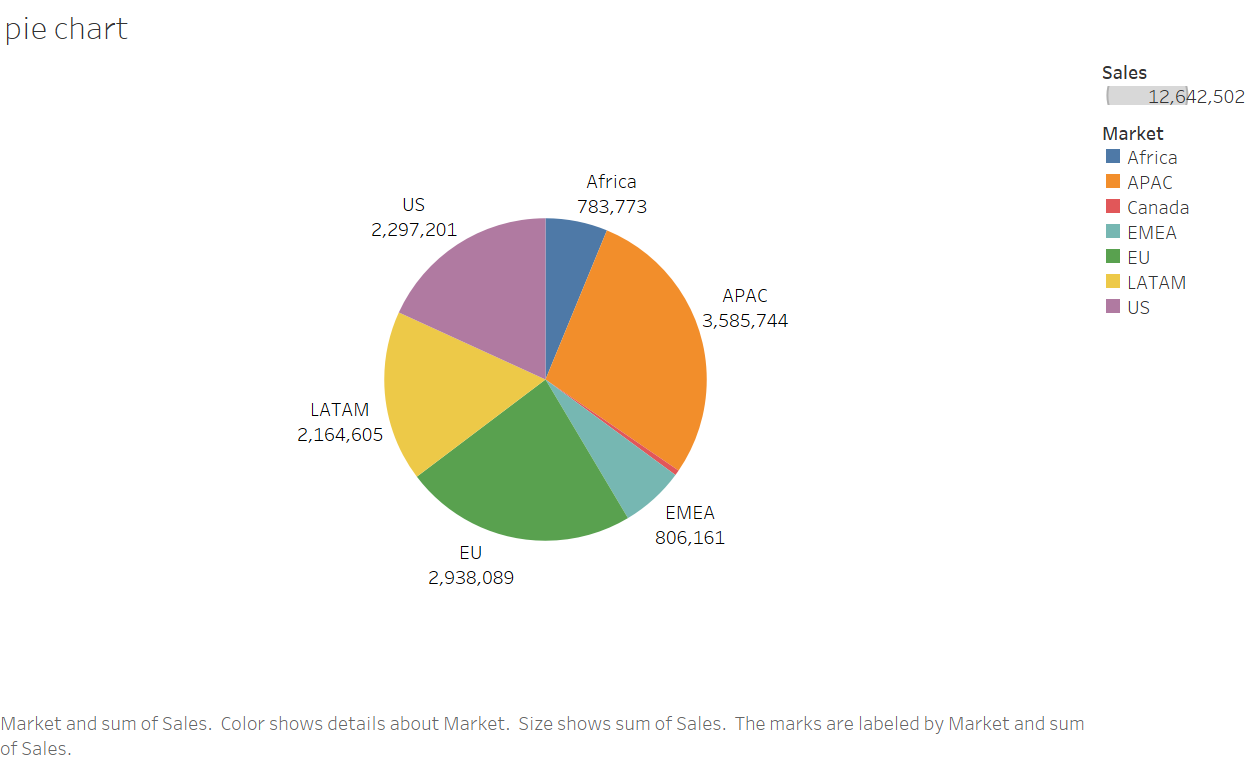 pie chart
Sales
12,642,502
Market
Africa
APAC
Canada
EMEA
EU
LATAM
US
Africa
783,773
US
2,297,201
APAC
3,585,744
LATAM
2,164,605
EMEA
806,161
EU
2,938,089
Market and sum of Sales.  Color shows details about Market.  Size shows sum of Sales.  The marks are labeled by Market and sum
of Sales.